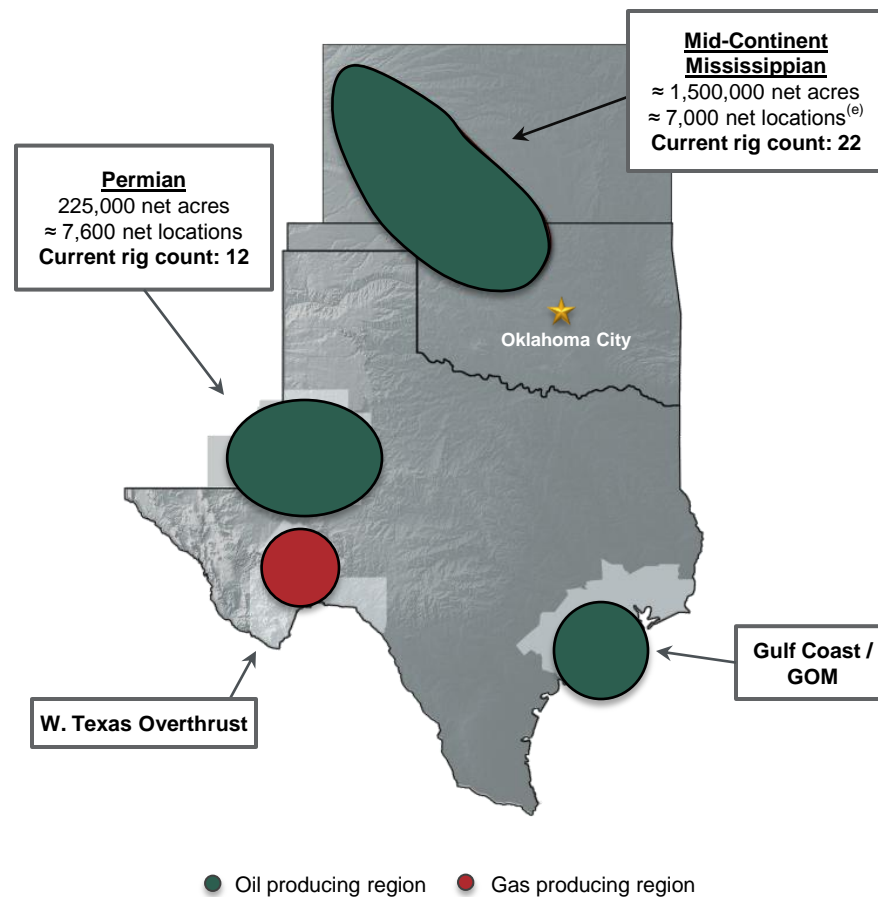 Mid-Continent
Mississippian
≈ 1,500,000 net acres
≈ 7,000 net locations(e)
Current rig count: 22
Permian
225,000 net acres
≈ 7,600 net locations
Current rig count: 12
Oklahoma City
Gulf Coast /
GOM
W. Texas Overthrust
Oil producing region
Gas producing region